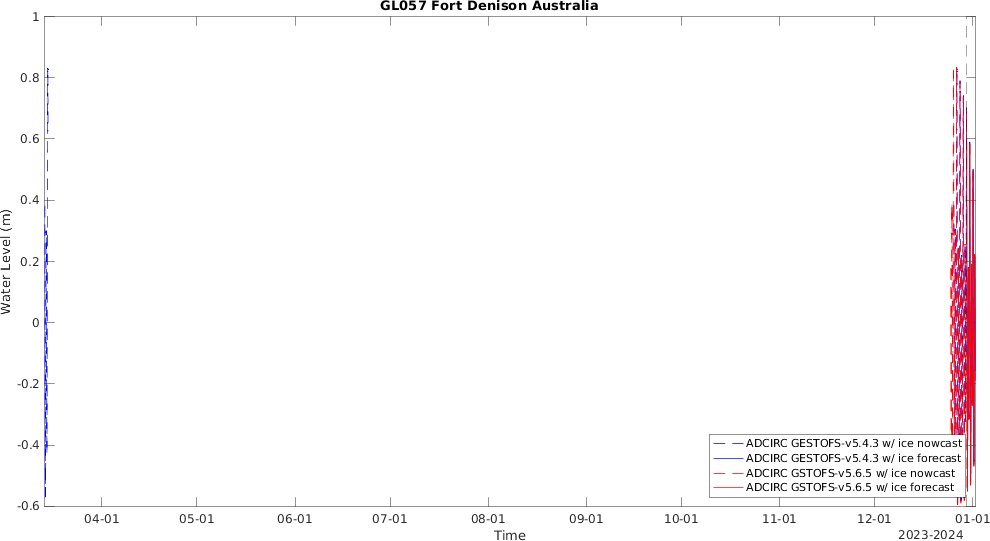 GL057 Fort Denison Australia
1
0.8
0.6
0.4
0.2
0
-0.2
-0.4
-0.6
Water Level (m)
ADCIRC GESTOFS-v5.4.3 w/ ice nowcast
ADCIRC GESTOFS-v5.4.3 w/ ice forecast
ADCIRC GSTOFS-v5.6.5 w/ ice nowcast
ADCIRC GSTOFS-v5.6.5 w/ ice forecast
04-01 05-01 06-01 07-01 08-01 09-01 10-01 11-01 12-01 01-01
Time
2023-2024